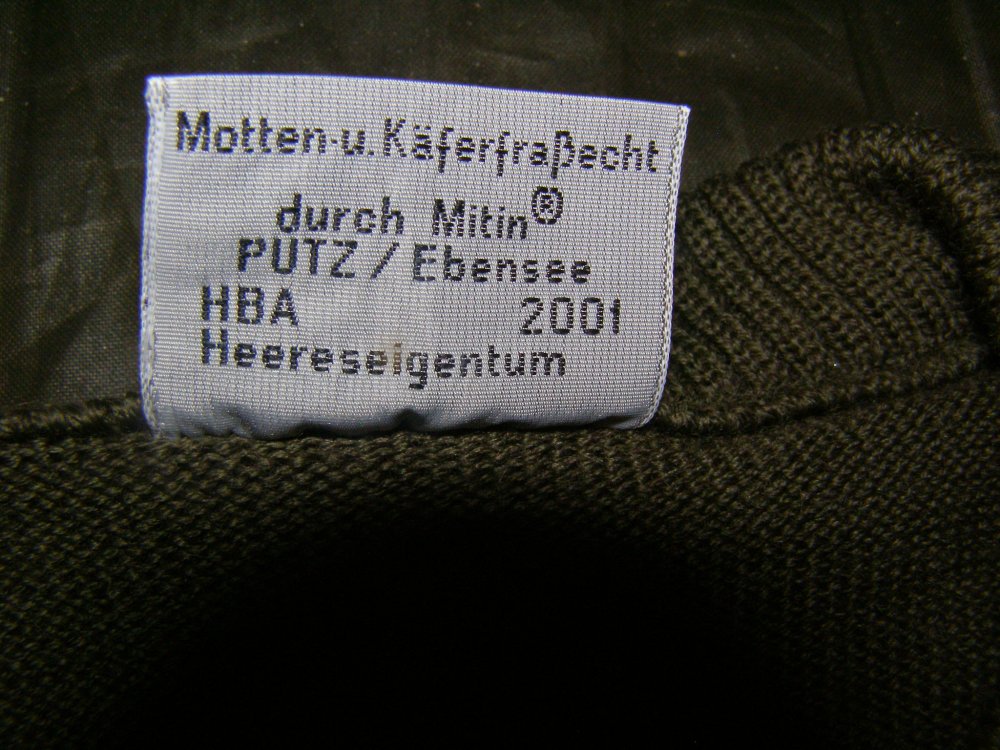 Motten-u. Käferfraßecht
durch Mitin®
PUTZ / Ebensee
HBA 2001
Heereseigentum